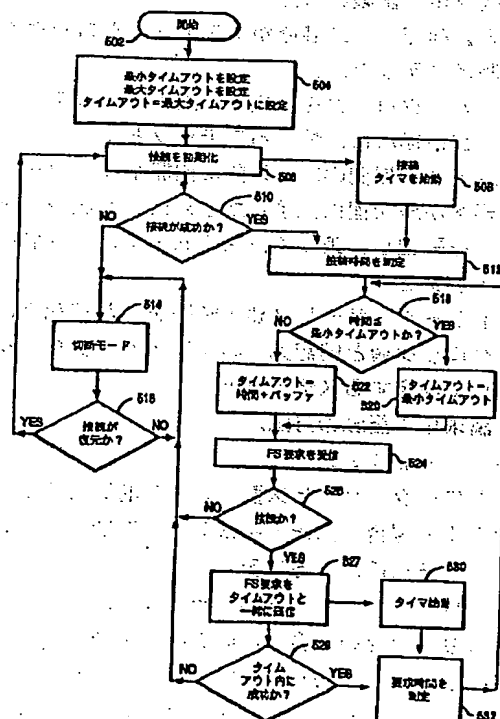 開始
502
最小タイムアウトを設定
最大タイムアウトを設定
タイムアウト=最大タイムアウトに設定
504
接続を初期化
506
接続
タイマを始動
508
510
NO
接続が成功か?
YES
接続時間を測定
512
514
切断モード
518
NO
時間≦
最小タイムアウトか?
YES
タイムアウト=
時間+バッファ
522
タイムアウト=
最小タイムアウト
520
516
YES
接続が
復元か?
NO
FS要求を受信
524
526
NO
接続か?
YES
527
FS要求を
タイムアウトと
一緒に送信
530
タイマ始動
528
NO
タイム
アウト内に
成功か?
YES
要求時間を
測定
532